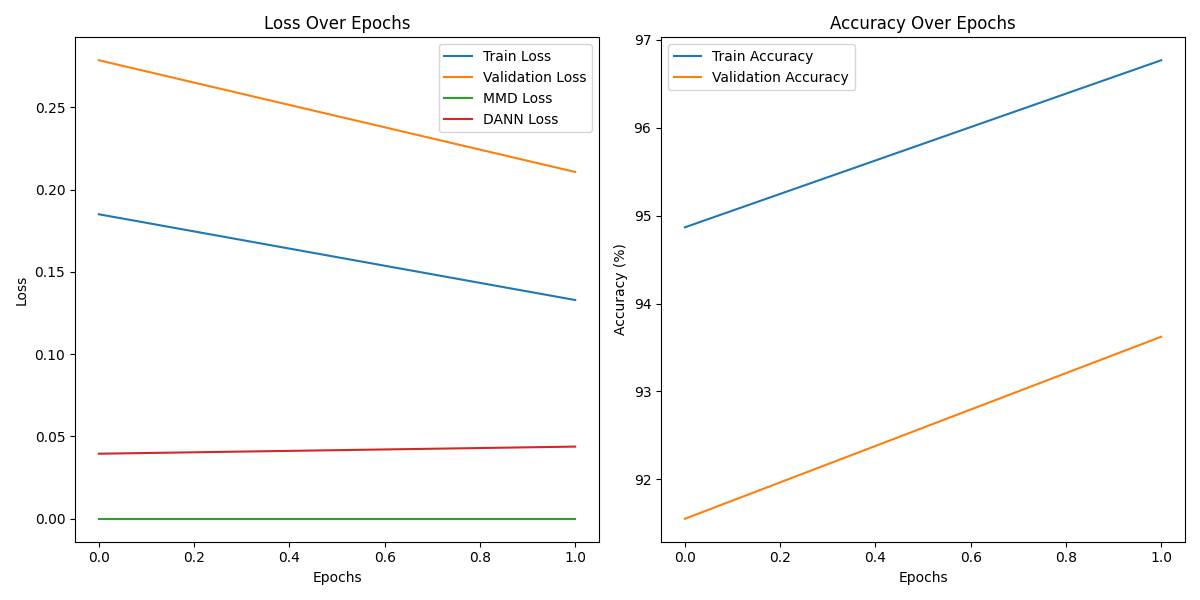 Loss Over Epochs
Train Loss
Validation Loss
MMD Loss
DANN Loss
Loss
0.25
0.20
0.15
0.10
0.05
0.00
0.0 0.2 0.4 0.6 0.8 1.0
Epochs
Accuracy Over Epochs
Train Accuracy
Validation Accuracy
Accuracy (%)
97
96
95
94
93
92
0.0 0.2 0.4 0.6 0.8 1.0
Epochs